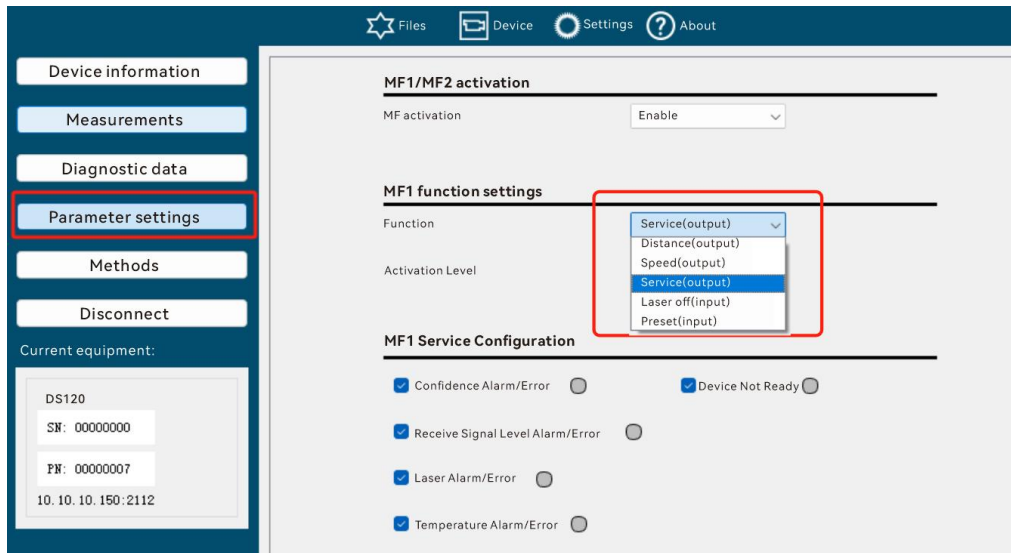 Files Device Settings ? About
Device information
Measurements
Diagnostic data
Parameter settings
Methods
Disconnect
Current equipment:
DS120
SN: 00000000
PN: 00000007
10.10.10.150:2112
MF1/MF2 activation
MF activation Enable
MF1 function settings
Function Service(output)
Distance(output)
Speed(output)
Service(output)
Laser off(input)
Preset(input)
Activation Level
MF1 Service Configuration
Confidence Alarm/Error Device Not Ready
Receive Signal Level Alarm/Error
Laser Alarm/Error
Temperature Alarm/Error